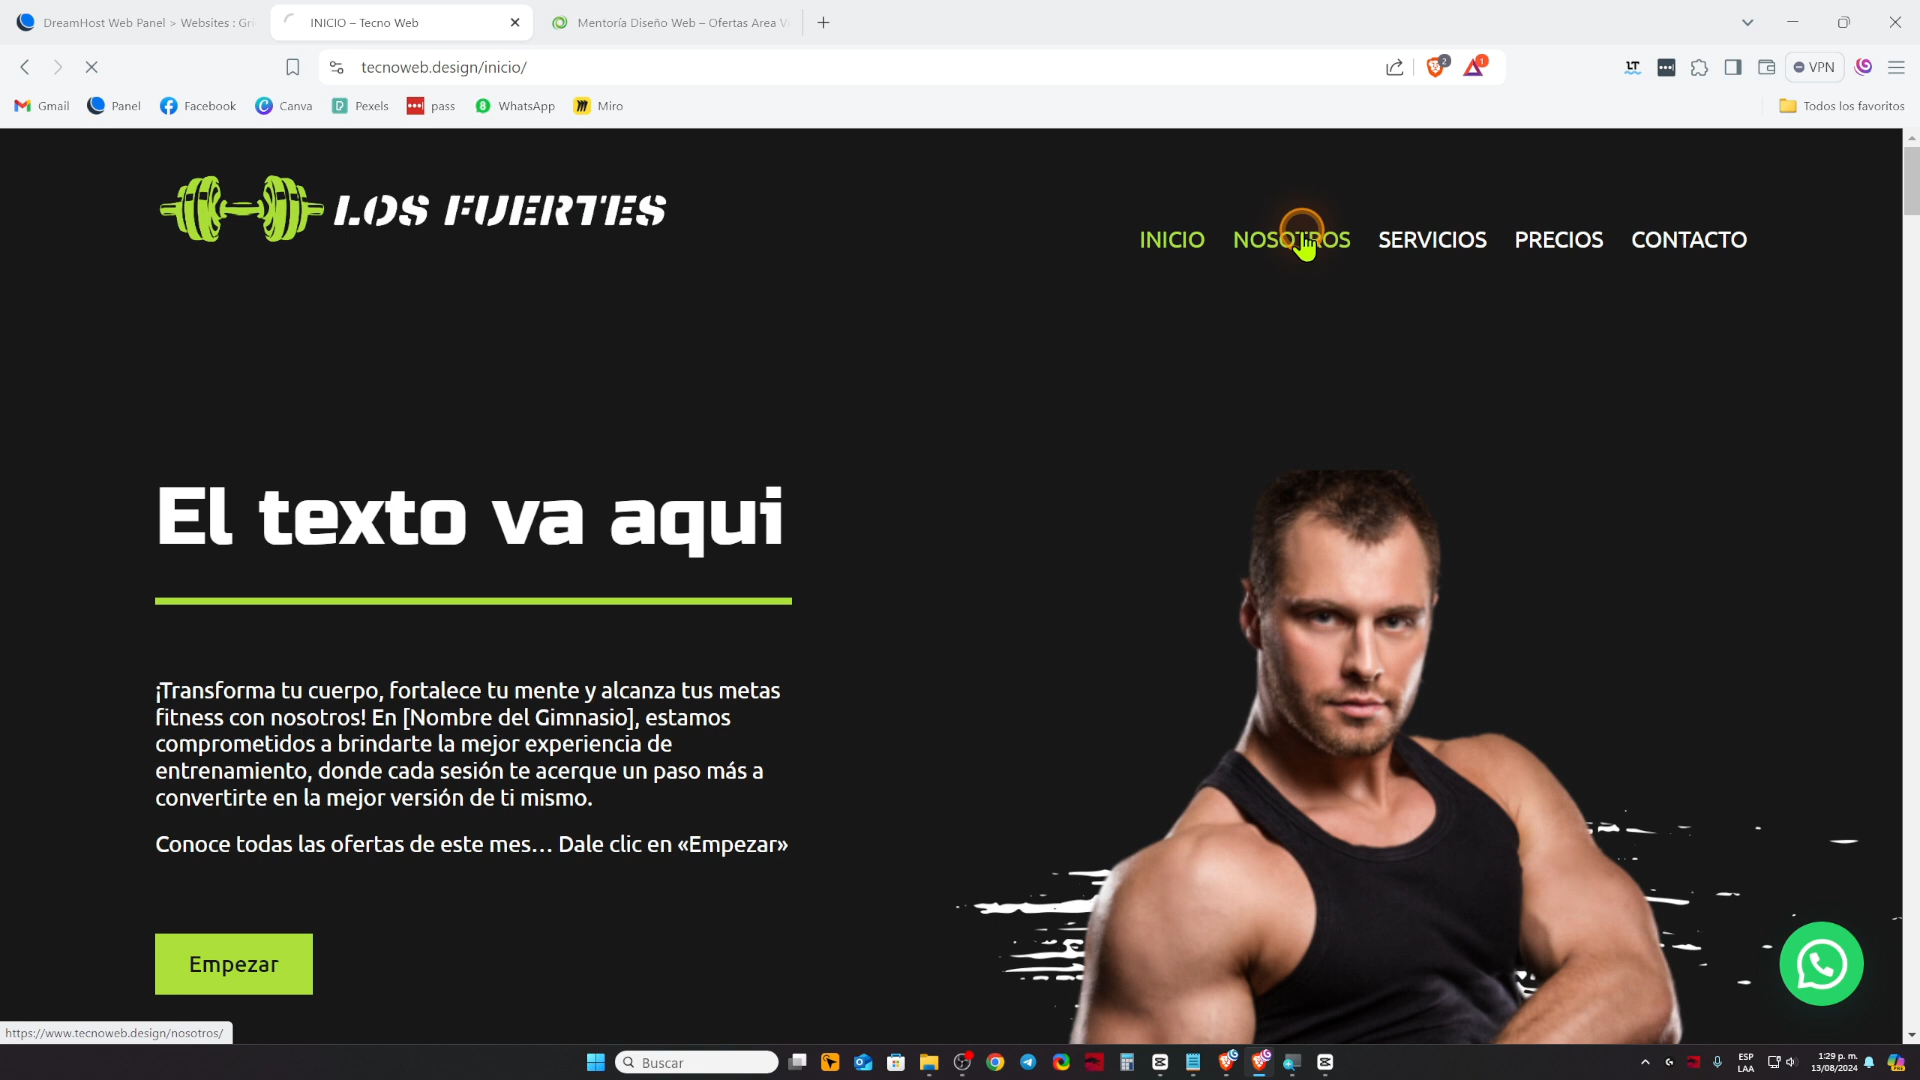 DreamHost Web Panel > Websites : Gri
INICIO – Tecno Web
Mentoría Diseño Web – Ofertas Area V
tecnoweb.design/inicio/
2
1
LT
VPN
Gmail
Panel
Facebook
Canva
Pexels
pass
WhatsApp
Miro
Todos los favoritos
LOS FUERTES
INICIO
NOSOTROS
SERVICIOS
PRECIOS
CONTACTO
El texto va aqui
¡Transforma tu cuerpo, fortalece tu mente y alcanza tus metas
fitness con nosotros! En [Nombre del Gimnasio], estamos
comprometidos a brindarte la mejor experiencia de
entrenamiento, donde cada sesión te acerque un paso más a
convertirte en la mejor versión de ti mismo.
Conoce todas las ofertas de este mes… Dale clic en «Empezar»
Empezar
https://www.tecnoweb.design/nosotros/
Buscar
ESP
LAA
1:29 p. m.
13/08/2024